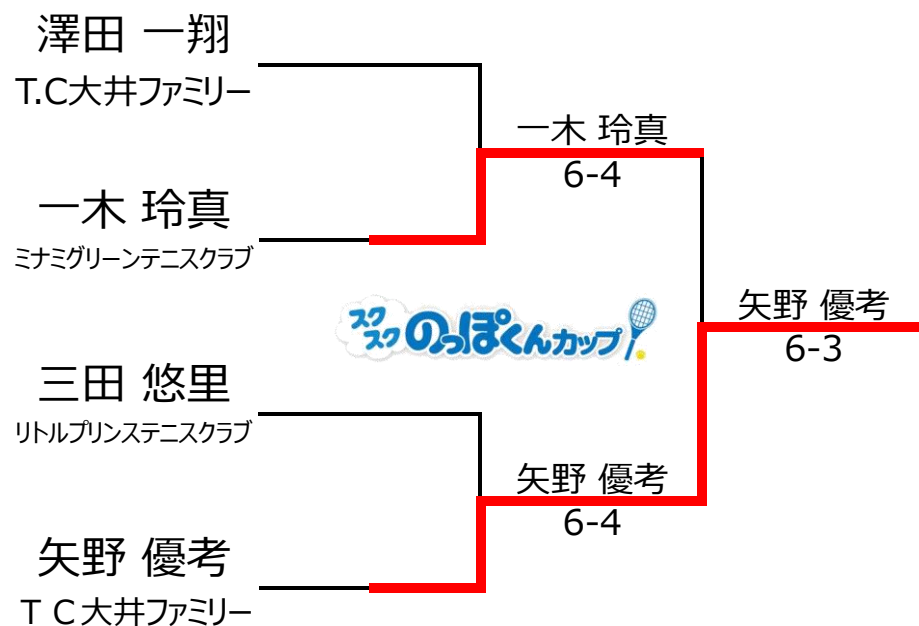 澤田 一翔
T.C大井ファミリー
一木 玲真
6-4
一木 玲真
ミナミグリーンテニスクラブ
スクスクのっぽくんカップ
矢野 優考
6-3
三田 悠里
リトルプリンステニスクラブ
矢野 優考
6-4
矢野 優考
ＴＣ大井ファミリー